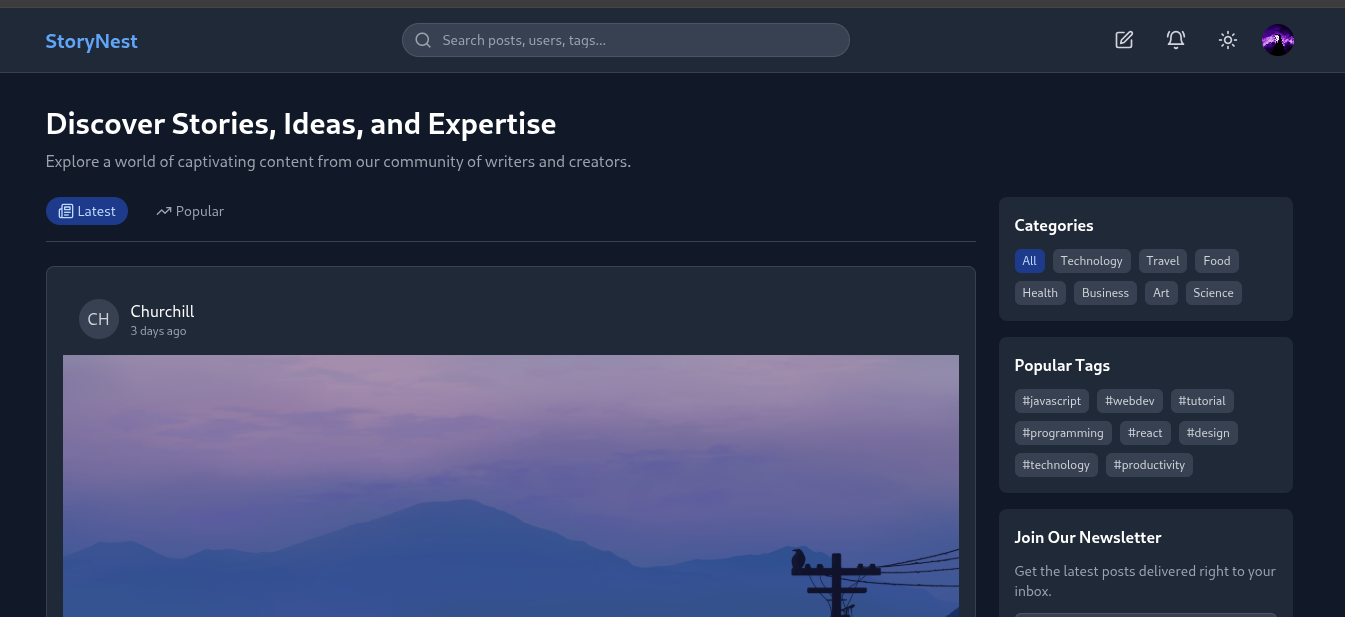 StoryNest
Search posts, users, tags...
Discover Stories, Ideas, and Expertise
Explore a world of captivating content from our community of writers and creators.
Latest Popular
CH
Churchill
3 days ago
Categories
All Technology Travel Food
Health Business Art Science
Popular Tags
#javascript #webdev #tutorial
#programming #react #design
#technology #productivity
Join Our Newsletter
Get the latest posts delivered right to your
inbox.